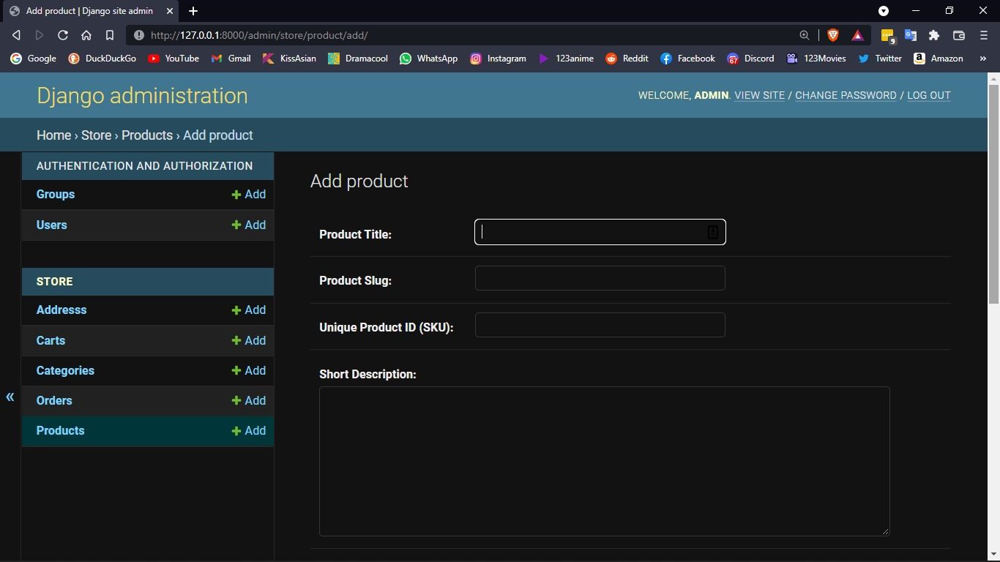 Add product | Django site admin
http://127.0.0.1:8000/admin/store/product/add/
9
Google DuckDuckGo YouTube Gmail KissAsian Dramacool WhatsApp Instagram 123anime Reddit Facebook 67 Discord 123Movies Twitter Amazon »
Django administration
WELCOME, ADMIN. VIEW SITE / CHANGE PASSWORD / LOG OUT
Home › Store › Products › Add product
AUTHENTICATION AND AUTHORIZATION
Groups + Add
Users + Add
STORE
Addresss + Add
Carts + Add
Categories + Add
Orders + Add
Products + Add
«
Add product
Product Title:
Product Slug:
Unique Product ID (SKU):
Short Description: